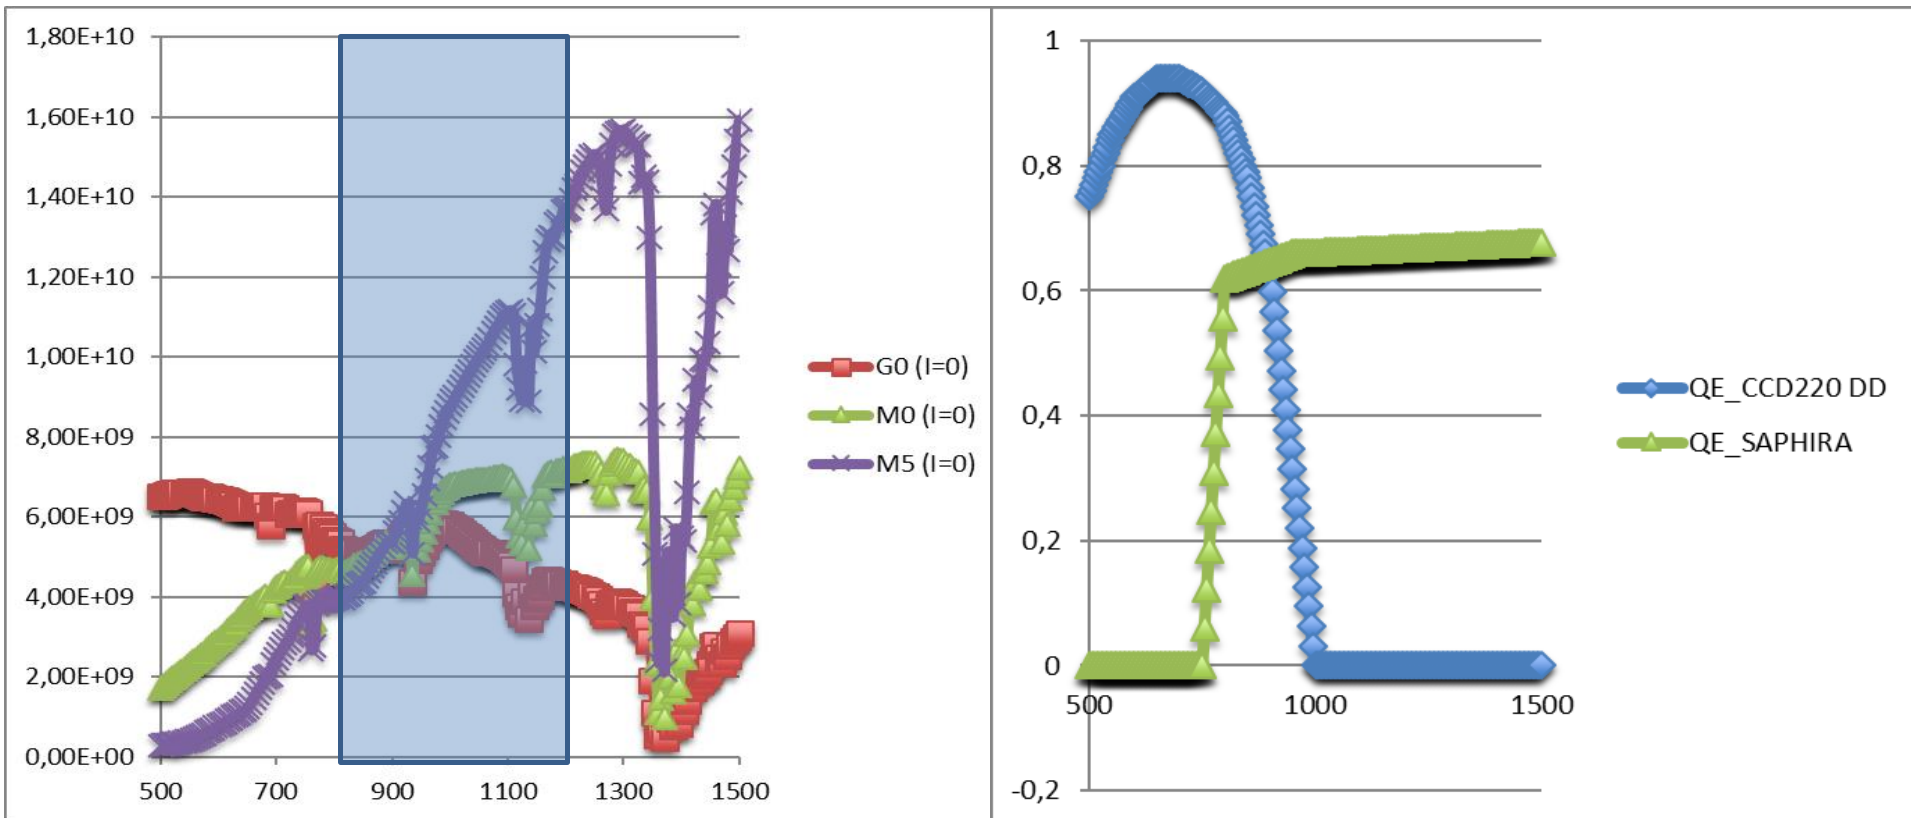 1,80E+10
1,60E+10
1,40E+10
1,20E+10
1,00E+10
8,00E+09
6,00E+09
4,00E+09
2,00E+09
0,00E+00
500 700 900 1100 1300 1500
G0 (I=0)
M0 (I=0)
M5 (I=0)
1
0,8
0,6
0,4
0,2
0
-0,2
500 1000 1500
QE_CCD220 DD
QE_SAPHIRA